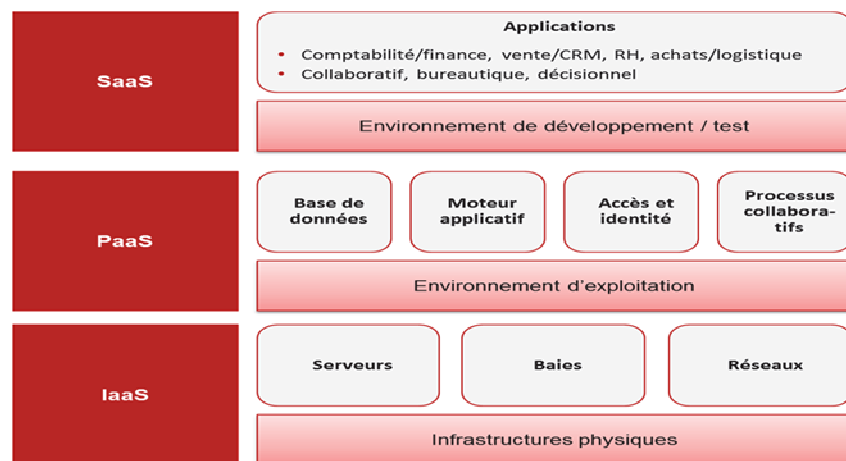 SaaS
Applications
• Comptabilité/finance, vente/CRM, RH, achats/logistique
• Collaboratif, bureautique, décisionnel
Environnement de développement / test
PaaS
Base de
données
Moteur
applicatif
Accès et
identité
Processus
collabora-
tifs
Environnement d'exploitation
IaaS
Serveurs
Baies
Réseaux
Infrastructures physiques